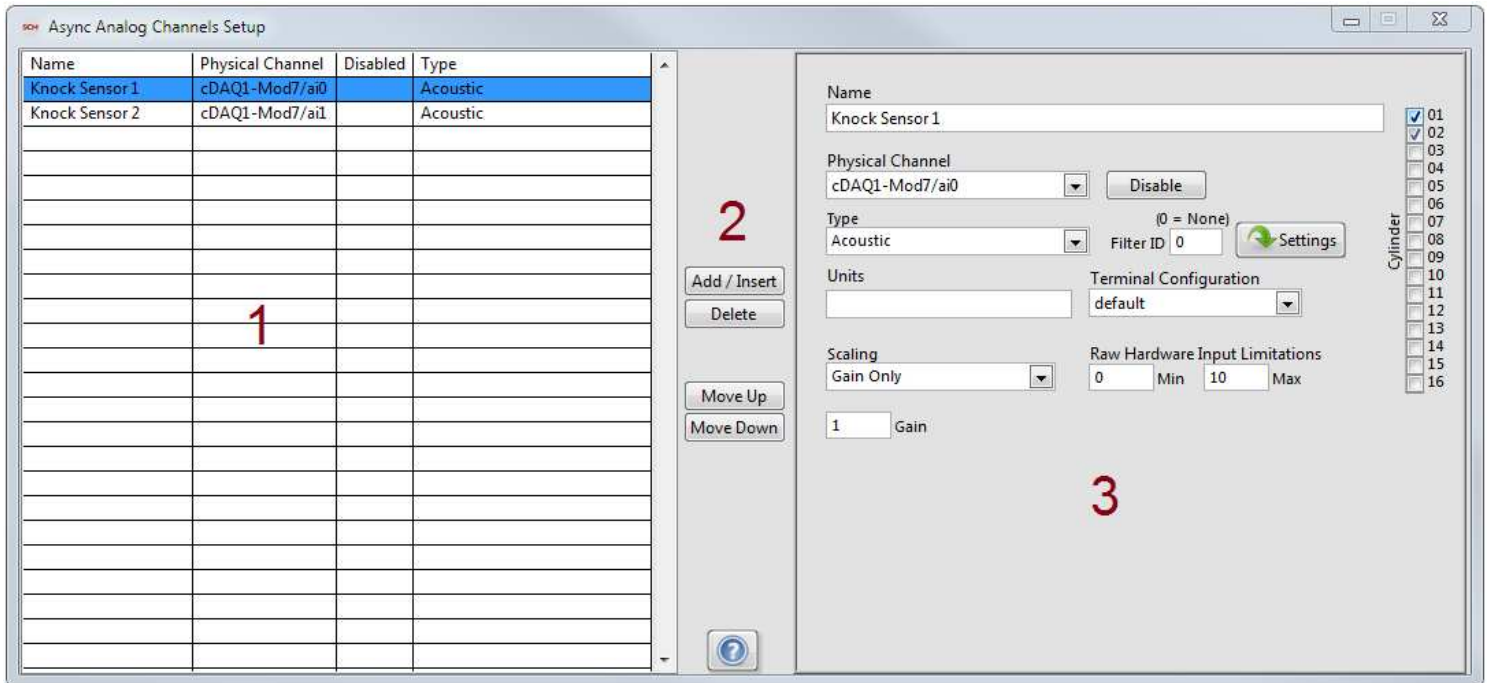 SCH Async Analog Channels Setup
Name Physical Channel Disabled Type
Knock Sensor 1 cDAQ1-Mod7/ai0 Acoustic
Knock Sensor 2 cDAQ1-Mod7/ai1 Acoustic
1
2
Add / Insert
Delete
Move Up
Move Down
Name
Knock Sensor 1
Physical Channel
cDAQ1-Mod7/ai0 Disable
Type (0 = None)
Acoustic Filter ID 0 Settings
Units Terminal Configuration
default
Scaling Raw Hardware Input Limitations
Gain Only 0 Min 10 Max
1 Gain
3
Cylinder
01
02
03
04
05
06
07
08
09
10
11
12
13
14
15
16